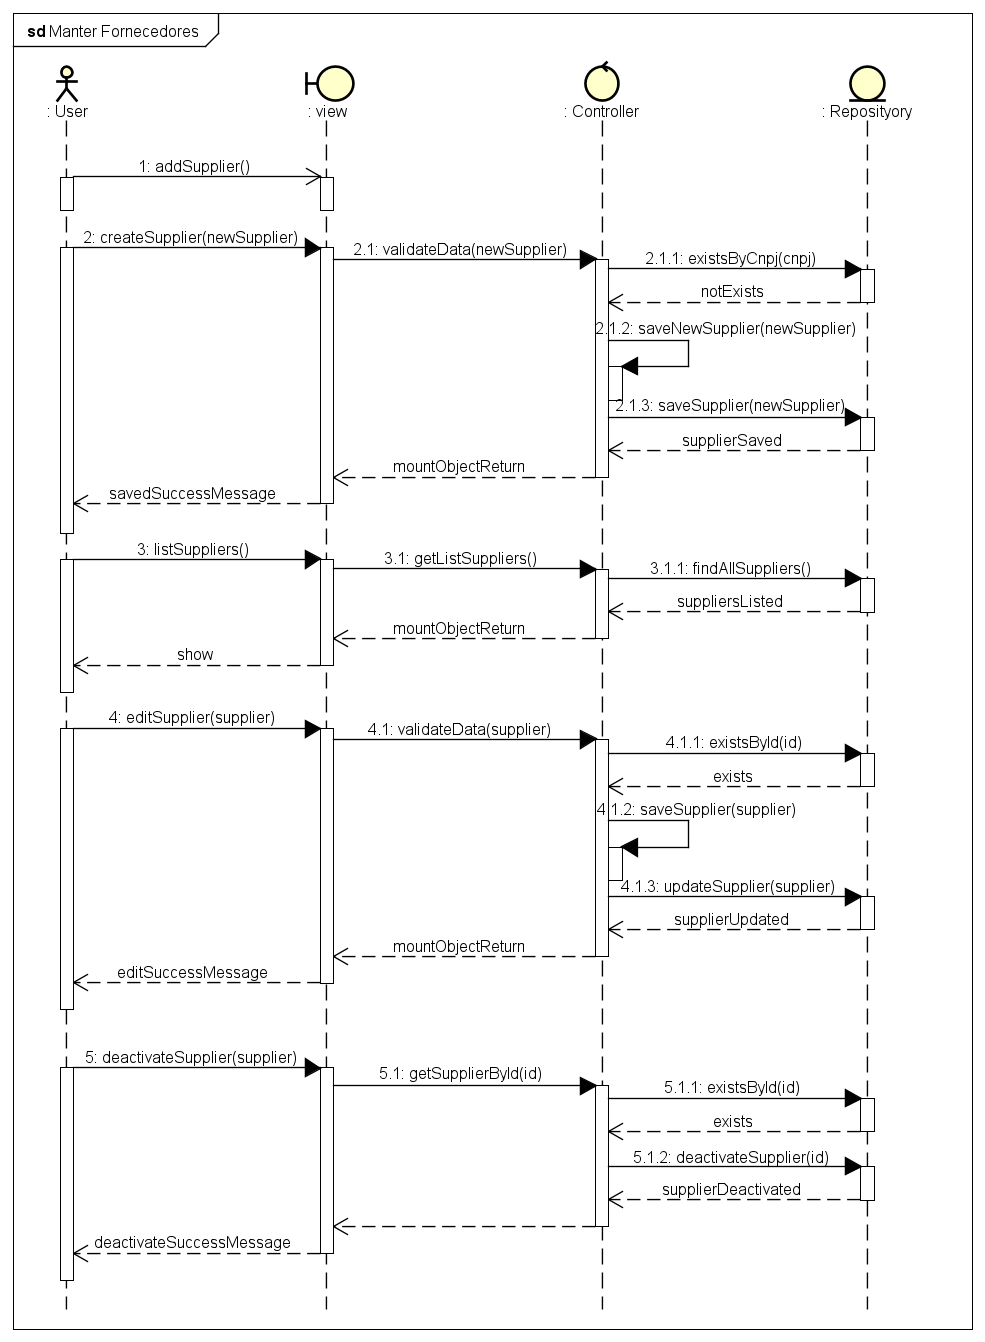 sd Manter Fornecedores
: User
: view
: Controller
: Reposityory
1: addSupplier()
2: createSupplier(newSupplier)
2.1: validateData(newSupplier)
2.1.1: existsByCnpj(cnpj)
notExists
2.1.2: saveNewSupplier(newSupplier)
2.1.3: saveSupplier(newSupplier)
supplierSaved
mountObjectReturn
savedSuccessMessage
3: listSuppliers()
3.1: getListSuppliers()
3.1.1: findAllSuppliers()
suppliersListed
mountObjectReturn
show
4: editSupplier(supplier)
4.1: validateData(supplier)
4.1.1: existsById(id)
exists
4.1.2: saveSupplier(supplier)
4.1.3: updateSupplier(supplier)
supplierUpdated
mountObjectReturn
editSuccessMessage
5: deactivateSupplier(supplier)
5.1: getSupplierById(id)
5.1.1: existsById(id)
exists
5.1.2: deactivateSupplier(id)
supplierDeactivated
deactivateSuccessMessage